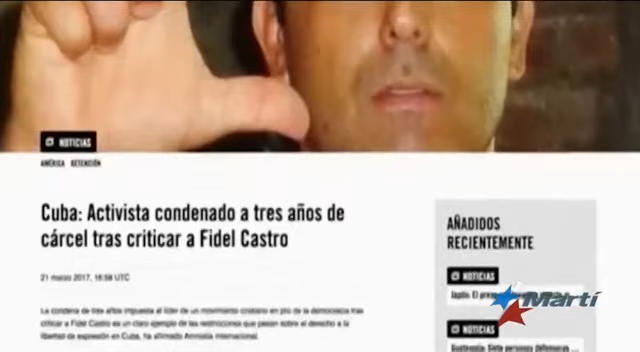 NOTICIAS
AMÉRICA DETENCIÓN
Cuba: Activista condenado a tres años de
cárcel tras criticar a Fidel Castro
21 marzo 2017, 16:58 UTC
La condena de tres años impuesta al líder de un movimiento cristiano en pro de la democracia tras
criticar a Fidel Castro es un claro ejemplo de las restricciones que pesan sobre el derecho a la
libertad de expresión en Cuba, ha afirmado Amnistía Internacional.
AÑADIDOS
RECIENTEMENTE
NOTICIAS
Japón: El
Martí
NOTICIAS
Guatemala: Siete personas defensoras ...